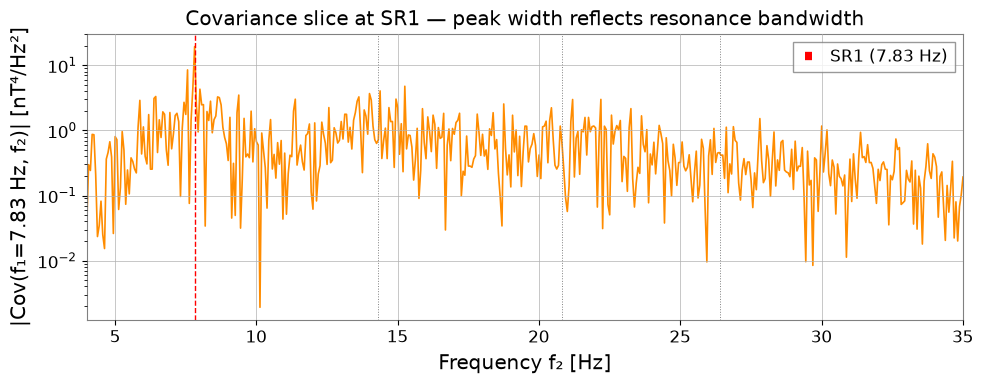 Covariance slice at SR1 — peak width reflects resonance bandwidth
|Cov(f₁=7.83 Hz, f₂)| [nT⁴/Hz²]
10¹
10⁰
10⁻¹
10⁻²
SR1 (7.83 Hz)
5 10 15 20 25 30 35
Frequency f₂ [Hz]